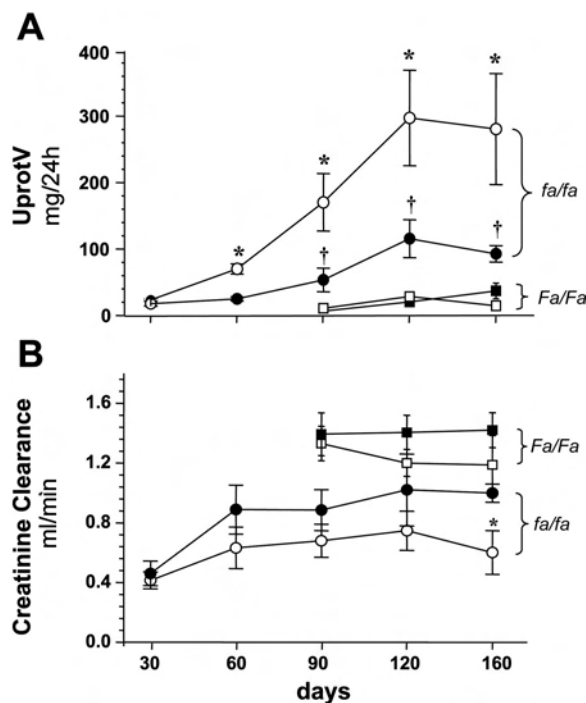 A
UprotV
mg/24h
400
300
200
100
0
*
*
*
*
†
†
†
fa/fa
Fa/Fa
B
Creatinine Clearance
ml/min
1.6
1.2
0.8
0.4
0.0
Fa/Fa
fa/fa
*
30 60 90 120 160
days